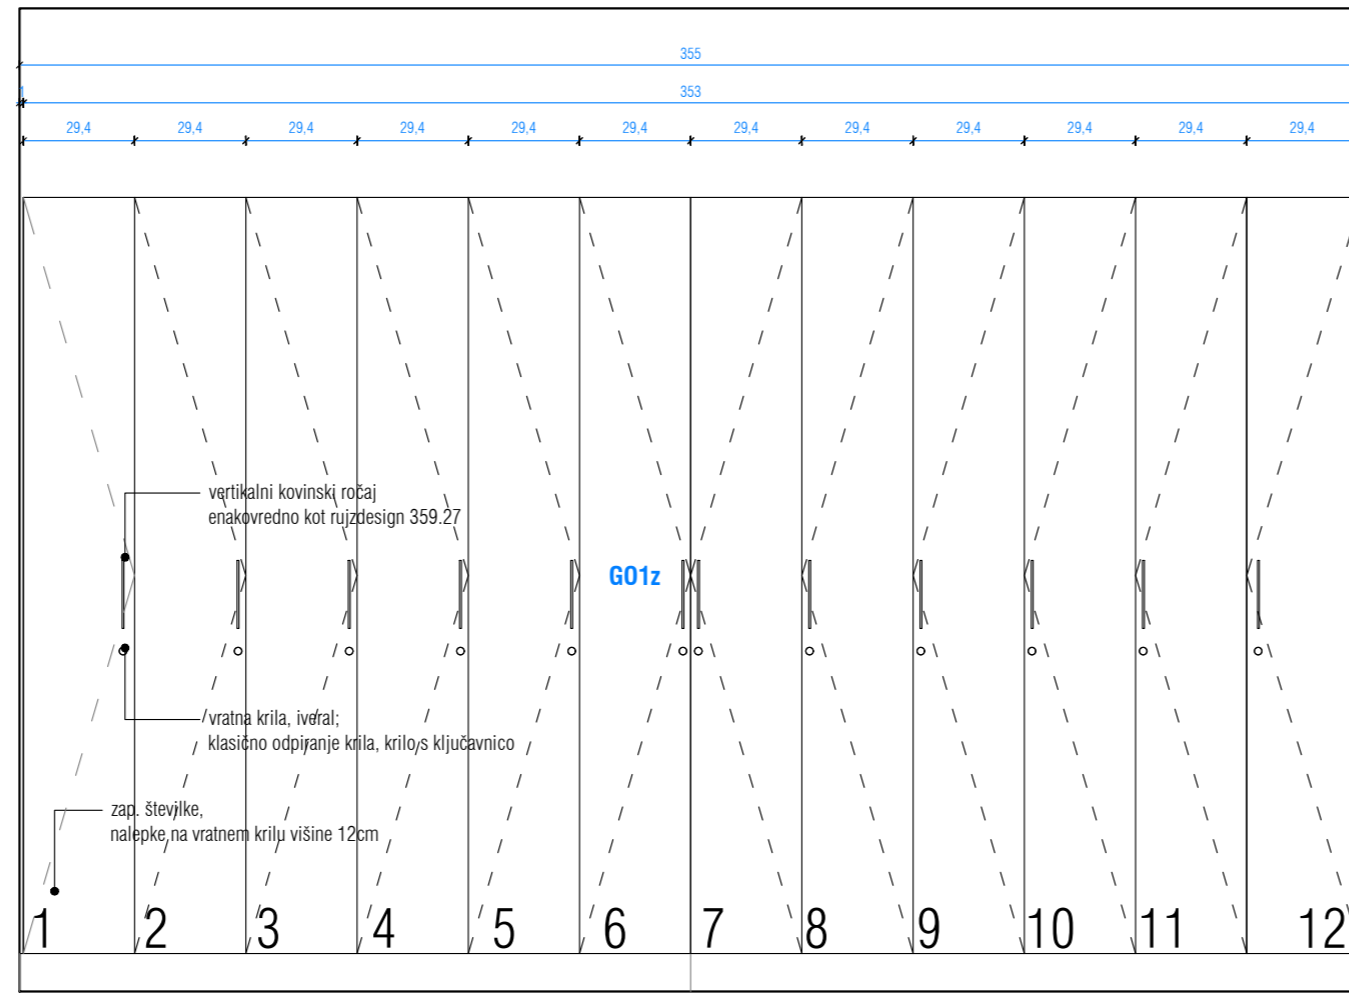 355
1
353
29,4 29,4 29,4 29,4 29,4 29,4 29,4 29,4 29,4 29,4 29,4 29,4
vertikalni kovinski ročaj
enakovredno kot rujzdesign 359.27
G01z
vratna krila, iveral;
klasično odpiranje krila, krilo s ključavnico
zap. številke,
nalepke na vratnem krilu višine 12cm
1 2 3 4 5 6 7 8 9 10 11 12